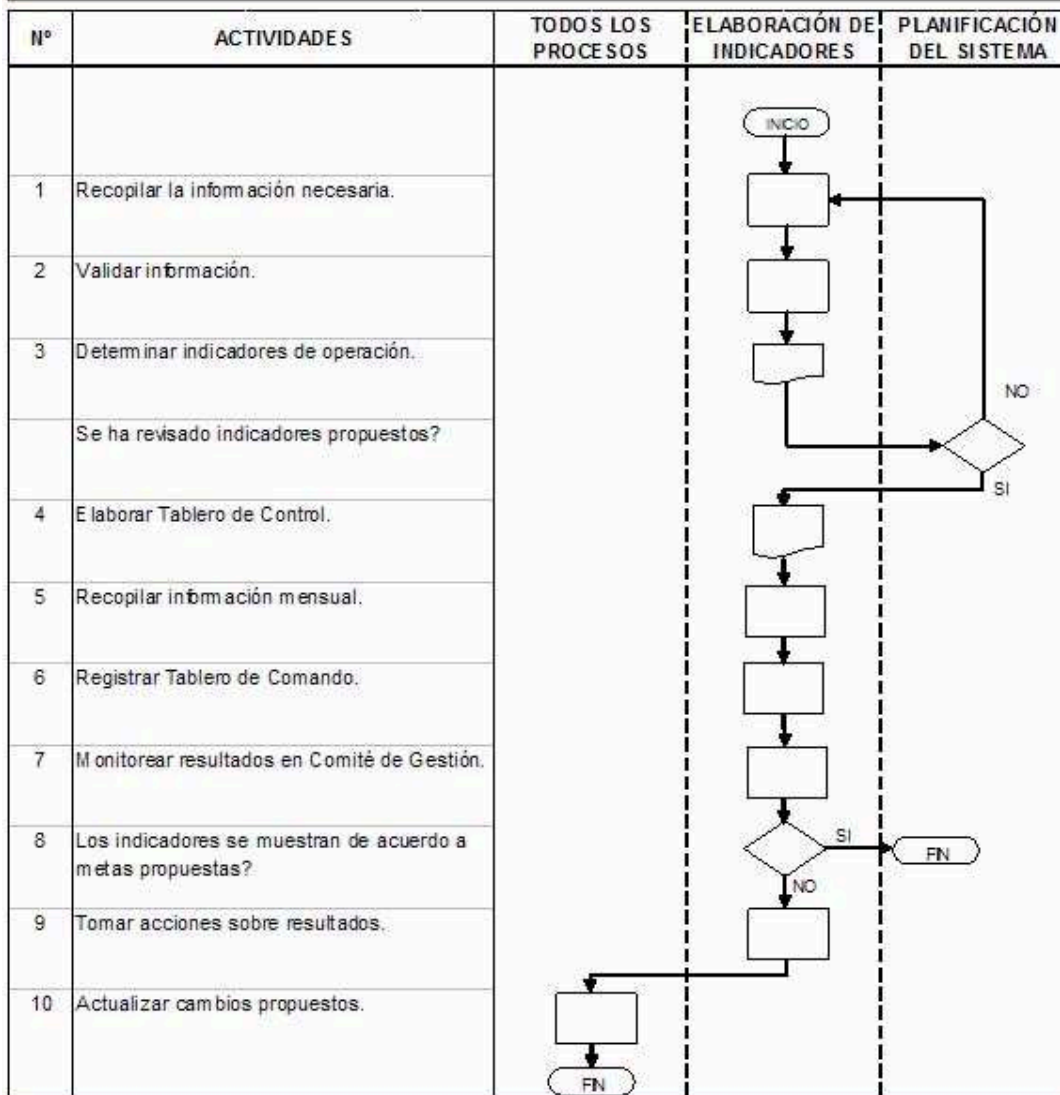 Nº
ACTIVIDADES
TODOS LOS
PROCESOS
ELABORACIÓN DE
INDICADORES
PLANIFICACIÓN
DEL SISTEMA
INICIO
1 Recopilar la información necesaria.
2 Validar información.
3 Determinar indicadores de operación.
NO
Se ha revisado indicadores propuestos?
SI
4 Elaborar Tablero de Control.
5 Recopilar información mensual.
6 Registrar Tablero de Comando.
7 Monitorear resultados en Comité de Gestión.
8 Los indicadores se muestran de acuerdo a
metas propuestas?
SI
FIN
NO
9 Tomar acciones sobre resultados.
10 Actualizar cambios propuestos.
FIN